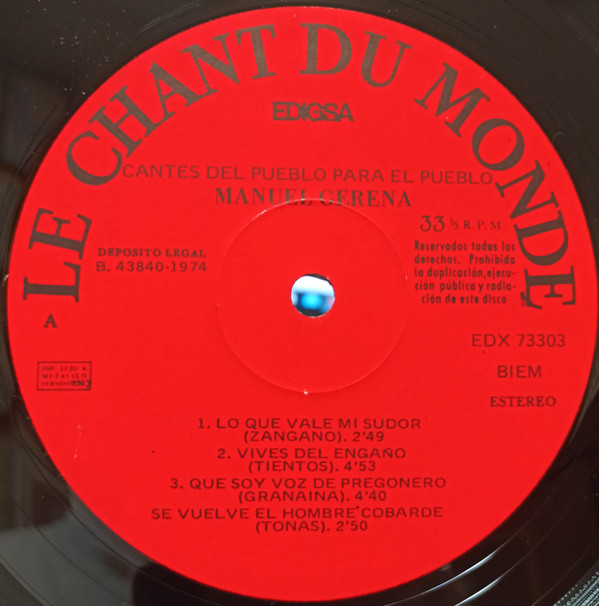 LE CHANT DU MONDE
EDIGSA
CANTES DEL PUEBLO PARA EL PUEBLO
MANUEL GERENA
33 ½ R.P.M
Reservados todos los
derechos. Prohibida
la duplicación, ejecu-
ción pública y radia-
ción de este disco
DEPOSITO LEGAL
B. 43840-1974
A
EDX 73303
BIEM
ESTEREO
METALICO
1. LO QUE VALE MI SUDOR
(ZANGANO). 2'49
2. VIVES DEL ENGAÑO
(TIENTOS). 4'53
3. QUE SOY VOZ DE PREGONERO
(GRANAINA). 4'40
SE VUELVE EL HOMBRE COBARDE
(TONAS). 2'50